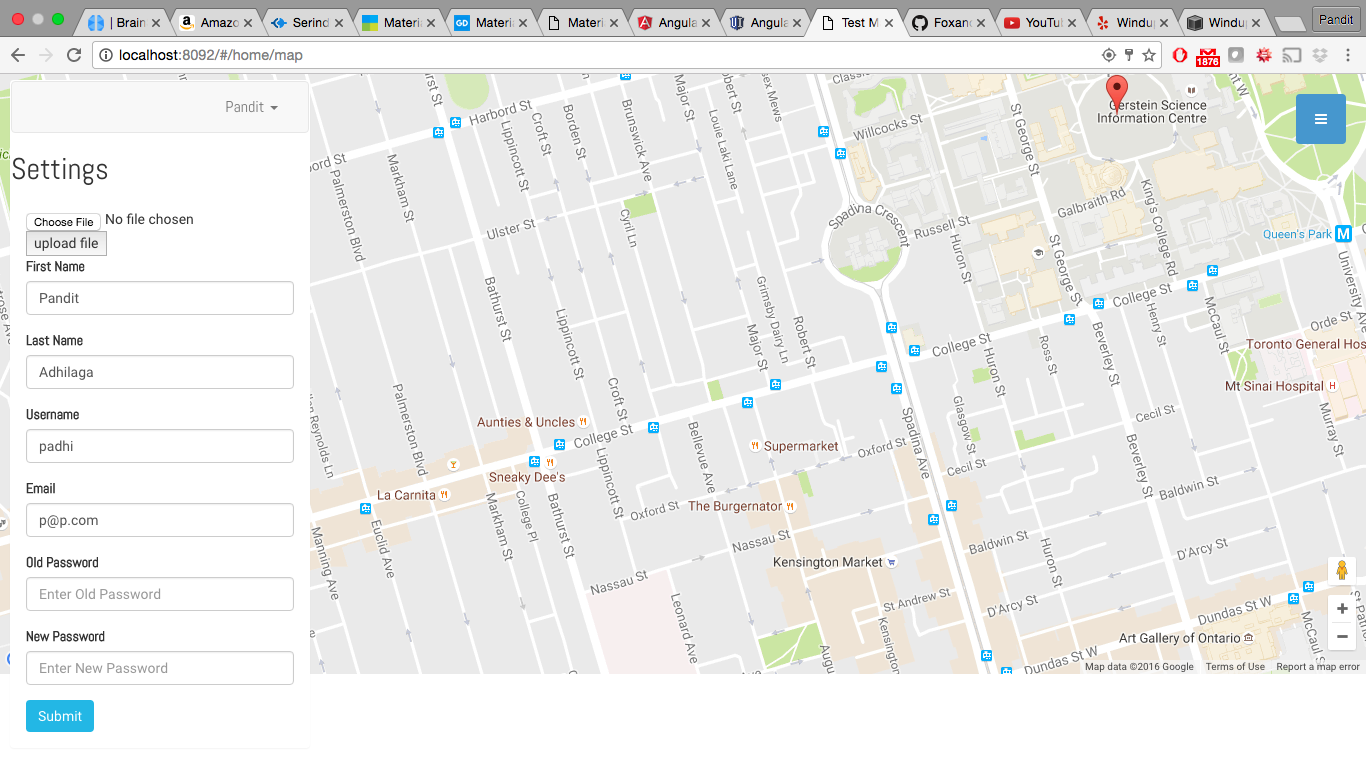 | Brain
Amazo
Serind
Materia
Materia
Materi
Angula
Angula
Test M
Foxan
YouTu
Windu
Windu
Pandit
localhost:8092/#/home/map
1876
Pandit
Settings
Choose File No file chosen
upload file
First Name
Pandit
Last Name
Adhilaga
Username
padhi
Email
p@p.com
Old Password
Enter Old Password
New Password
Enter New Password
Submit
Harbord St
ord St
Markham St
Palmerston Blvd
Bathurst St
Lippincott St
Croft St
Borden St
Brunswick Ave
Major St
Robert St
Louie Laki Lane
Classic
Willcocks St
Ulster St
Cyril Ln
Spadina Crescent
Russell St
Huron St
St George St
Galbraith Rd
King's College Rd
Gerstein Science
Information Centre
Queen's Park
University Ave
Bathurst St
Lippincott St
Grimsby Dairy Ln
Major St
Robert St
College St
College St
St George St
Beverley St
Henry St
McCaul St
Orde St
Toronto General Hos
Mt Sinai Hospital
Ross St
Huron St
Murray St
Palmerston Blvd
Croft St
Aunties & Uncles
College St
Sneaky Dee's
La Carnita
Lippincott St
Bellevue Ave
Supermarket
Oxford St
Spadina Ave
Glasgow St
Cecil St
Cecil St
Beverley St
Baldwin St
Manning Ave
Euclid Ave
Markham St
College Pl
Bathurst St
Oxford St
The Burgernator
Nassau St
Nassau St
Kensington Market
Baldwin St
Huron St
D'Arcy St
D'Arcy St
St Andrew St
Leonard Ave
Augu
Kensington
Dundas St W
Dundas St W
Art Gallery of Ontario
McCaul
Map data ©2016 Google Terms of Use Report a map error